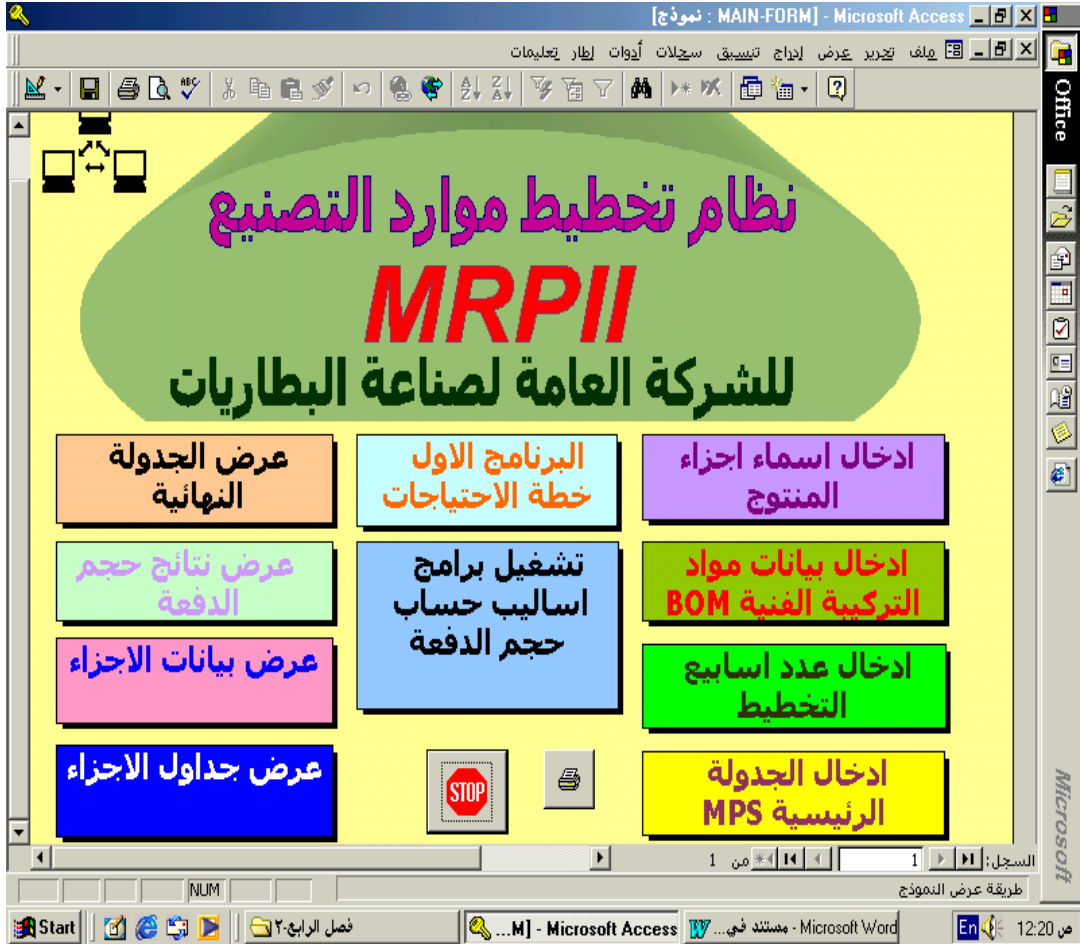 [نموذج : MAIN-FORM] - Microsoft Access
ملف تحرير عرض إدراج تنسيق سجلات أدوات إطار تعليمات
Office
نظام تخطيط موارد التصنيع
MRPII
للشركة العامة لصناعة البطاريات
ادخال اسماء اجزاء
المنتوج
البرنامج الاول
خطة الاحتياجات
عرض الجدولة
النهائية
ادخال بيانات مواد
التركيبة الفنية BOM
تشغيل برامج
اساليب حساب
حجم الدفعة
عرض نتائج حجم
الدفعة
ادخال عدد اسابيع
التخطيط
عرض بيانات الاجزاء
ادخال الجدولة
الرئيسية MPS
STOP
عرض جداول الاجزاء
Microsoft
السجل: 1 من 1
طريقة عرض النموذج
NUM
Start
فصل الرابع-٢
...M] - Microsoft Access
Microsoft Word - مستند في...
En
12:20 ص